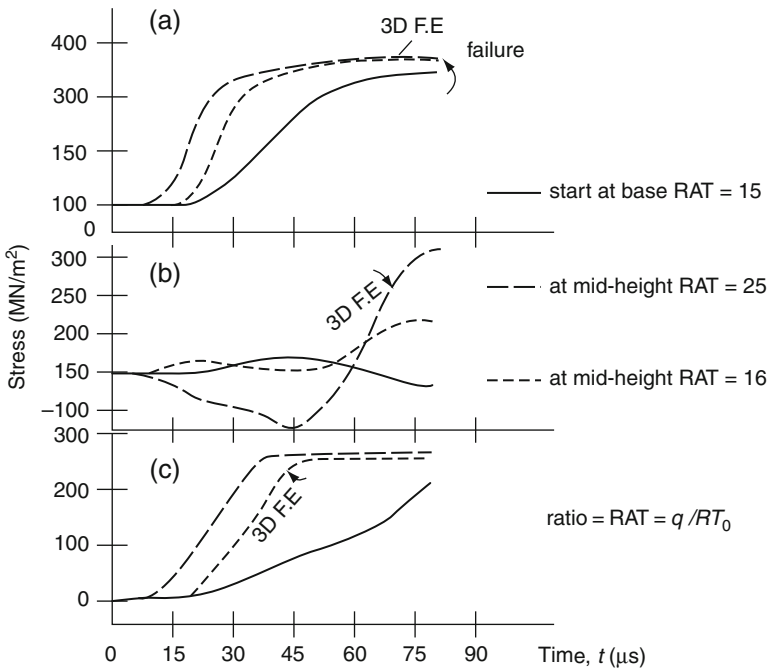 (a)
3D F.E
failure
400
300
150
100
0
start at base RAT = 15
(b)
300
250
200
150
−100
3D F.E
at mid-height RAT = 25
at mid-height RAT = 16
Stress (MN/m²)
(c)
300
200
100
0
3D F.E
ratio = RAT = q /RT₀
0 15 30 45 60 75 90
Time, t (μs)